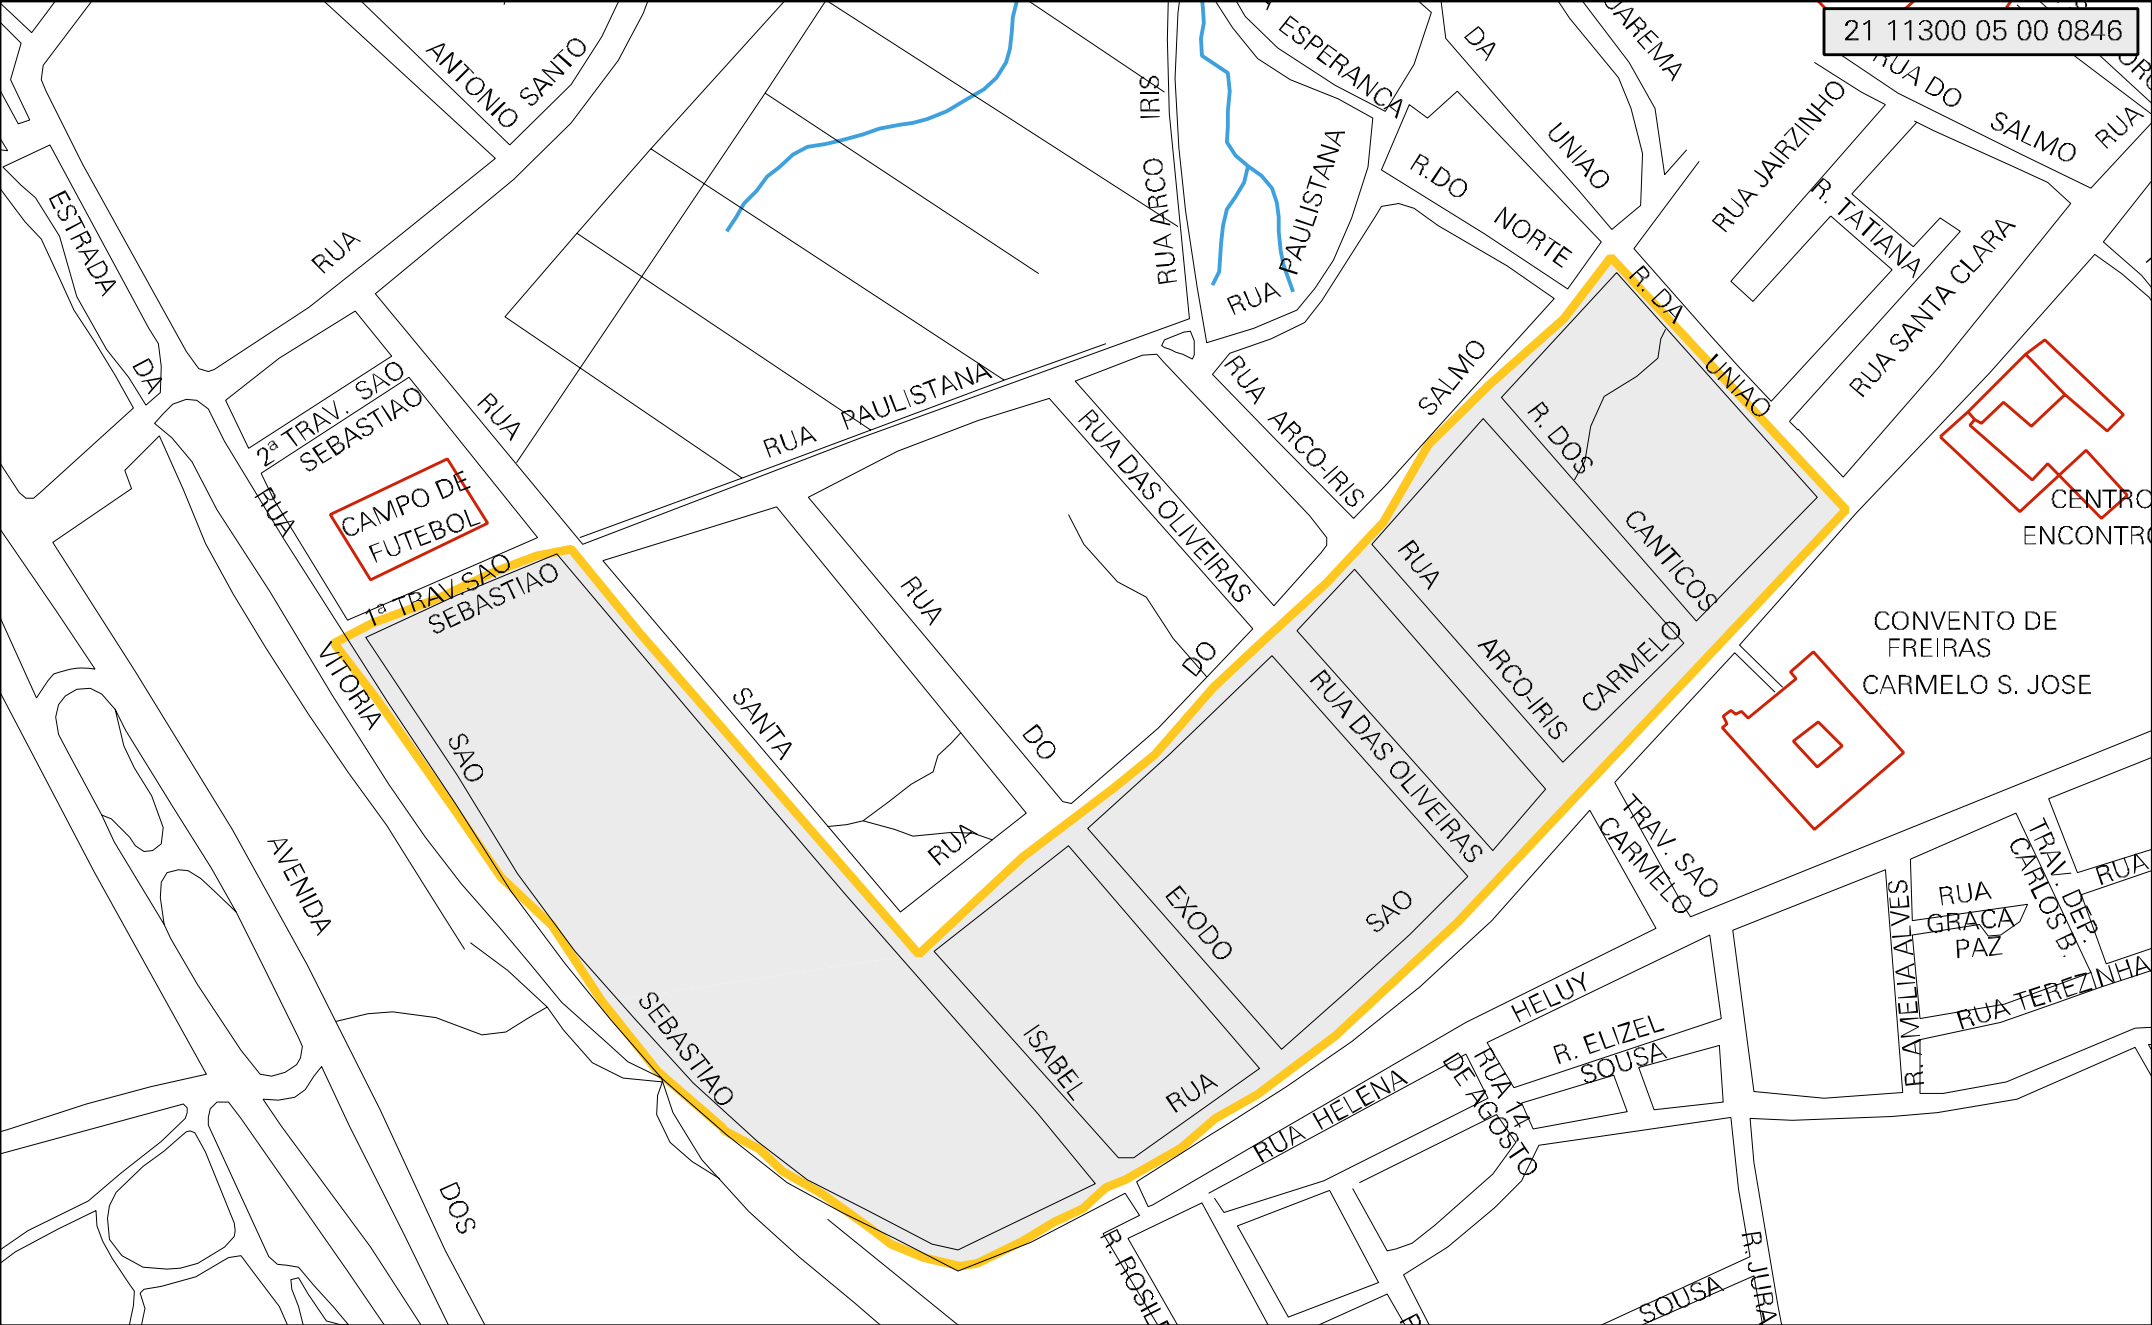 21 11300 05 00 0846
ANTONIO
SANTO
RUA
ESTRADA
DA
2ª TRAV. SAO
SEBASTIAO
CAMPO DE
FUTEBOL
RUA
VITORIA
1ª TRAV.SAO
SEBASTIAO
RUA
SANTA
ISABEL
RUA PAULISTANA
RUA ARCO IRIS
RUA PAULISTANA
ESPERANCA
DA
UNIAO
R.DO NORTE
RUA JAIRZINHO
R. TATIANA
RUA SANTA CLARA
RUA DO
SALMO
RUA
R. DA
UNIAO
RUA ARCO-IRIS
SALMO
DO
RUA
RUA DAS OLIVEIRAS
RUA
DO
EXODO
R. DOS
CANTICOS
RUA
ARCO-IRIS
RUA DAS OLIVEIRAS
CARMELO
SAO
RUA
SAO
SEBASTIAO
AVENIDA
DOS
CENTRO
ENCONTRO
CONVENTO DE
FREIRAS
CARMELO S. JOSE
TRAV. SAO
CARMELO
RUA HELENA
HELUY
R. ELIZEL
SOUSA
RUA 14
DE AGOSTO
R. AMELIA ALVES
RUA
GRACA
PAZ
TRAV. DEP.
CARLOS B.
RUA
RUA TEREZINHA
R. JURA
SOUSA